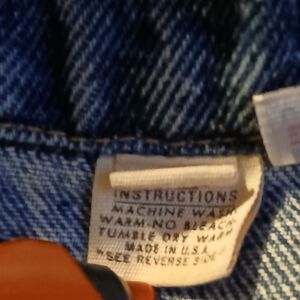 INSTRUCTIONS
MACHINE WASH
WARM-NO BLEACH
TUMBLE DRY WARM
MADE IN U.S.A.
"SEE REVERSE SIDE"